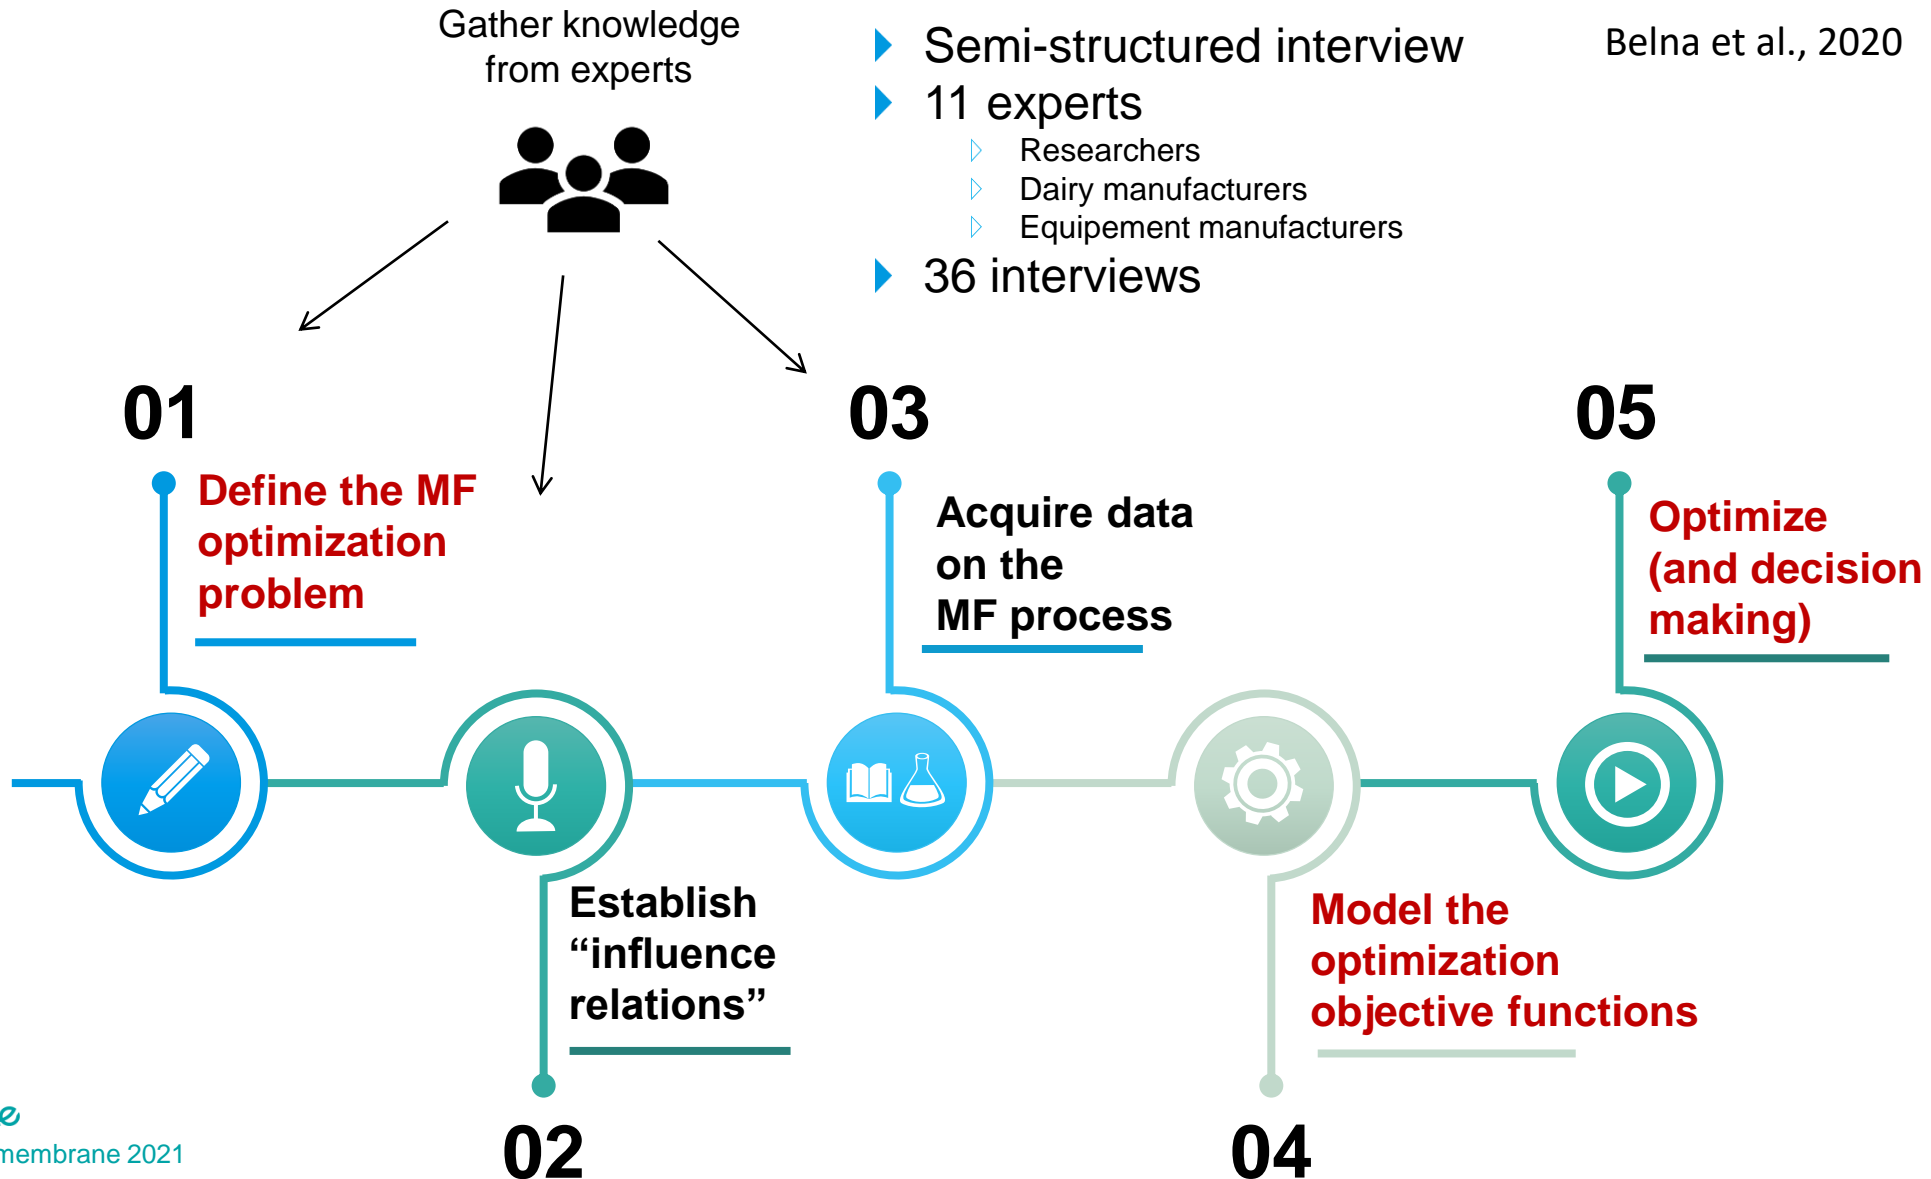 Gather knowledge
from experts
Semi-structured interview
11 experts
Researchers
Dairy manufacturers
Equipement manufacturers
36 interviews
Belna et al., 2020
01
Define the MF
optimization
problem
03
Acquire data
on the
MF process
05
Optimize
(and decision
making)
Establish
“influence
relations”
02
Model the
optimization
objective functions
04
e
membrane 2021